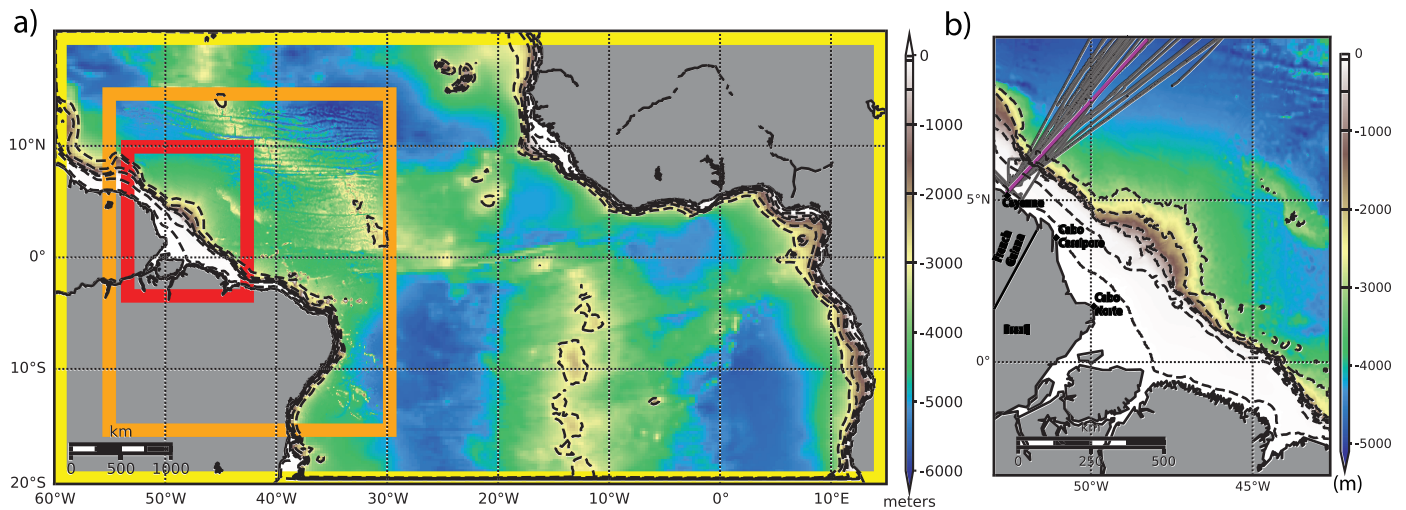 a)
10°N
0°
10°S
20°S
60°W
50°W
40°W
30°W
20°W
10°W
0°
10°E
km
0
500
1000
0
-1000
-2000
-3000
-4000
-5000
-6000
meters
b)
5°N
0°
50°W
45°W
Cayenne
French
Guiana
Cabo
Cassiporé
Cabo
Norte
Brazil
km
0
250
500
0
-1000
-2000
-3000
-4000
-5000
(m)